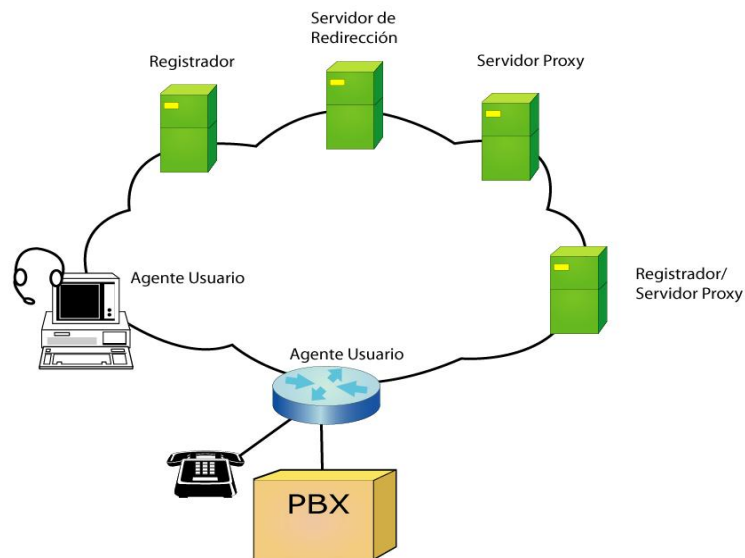 Servidor de
Redirección
Registrador
Servidor Proxy
Agente Usuario
Registrador/
Servidor Proxy
Agente Usuario
PBX